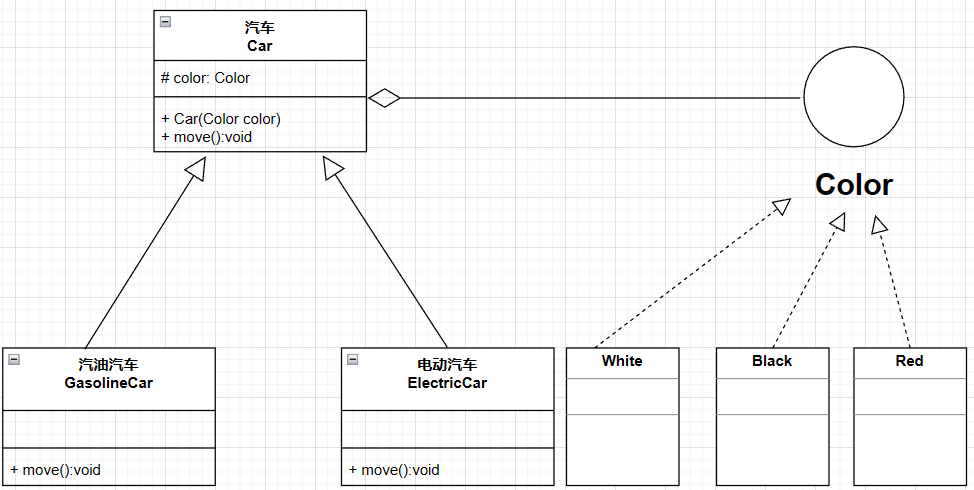 汽车
Car
# color: Color
+ Car(Color color)
+ move():void
Color
汽油汽车
GasolineCar
+ move():void
电动汽车
ElectricCar
+ move():void
White
Black
Red